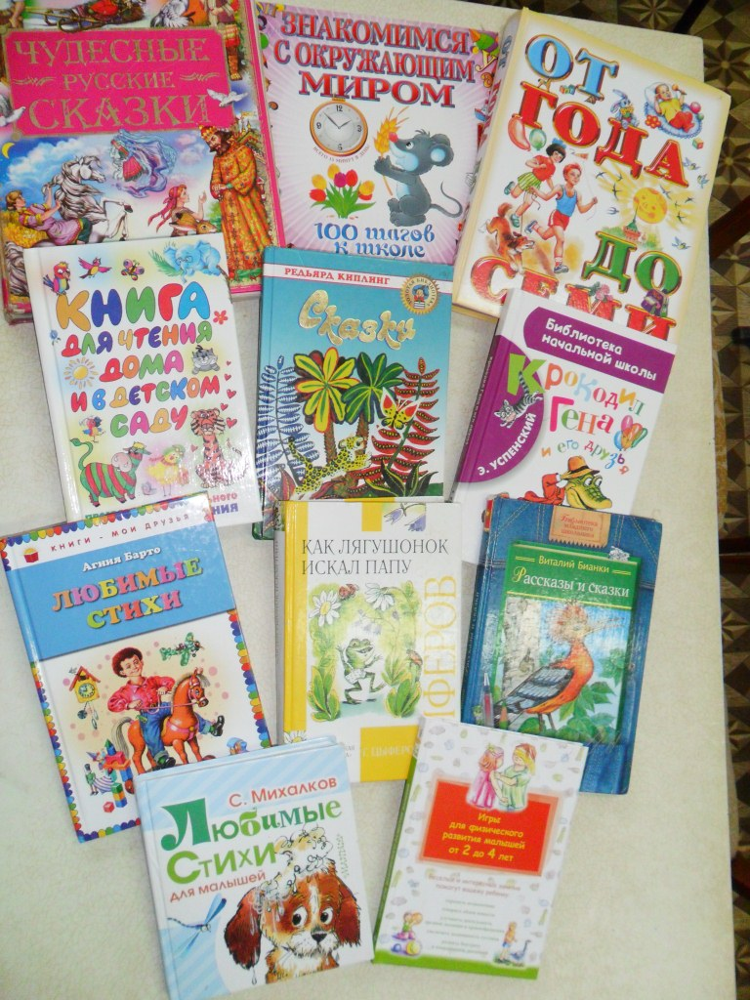 ЧУДЕСНЫЕ
РУССКИЕ
СКАЗКИ
ЗНАКОМИМСЯ
С ОКРУЖАЮЩИМ
МИРОМ
100 шагов
к школе
ОТ
ГОДА
ДО
СЕМИ
КНИГА
ДЛЯ ЧТЕНИЯ
ДОМА
И В ДЕТСКОМ
САДУ
РЕДЬЯРД КИПЛИНГ
Сказки
Библиотека
начальной школы
Крокодил
Гена
и его друзья
Э. УСПЕНСКИЙ
КНИГИ - МОИ ДРУЗЬЯ
Агния Барто
ЛЮБИМЫЕ
СТИХИ
КАК ЛЯГУШОНОК
ИСКАЛ ПАПУ
ИФЕРОВ
Библиотека
Виталий Бианки
Рассказы и сказки
С. Михалков
Любимые
Стихи
для малышей
Игры
для физического
развития малышей
от 2 до 4 лет